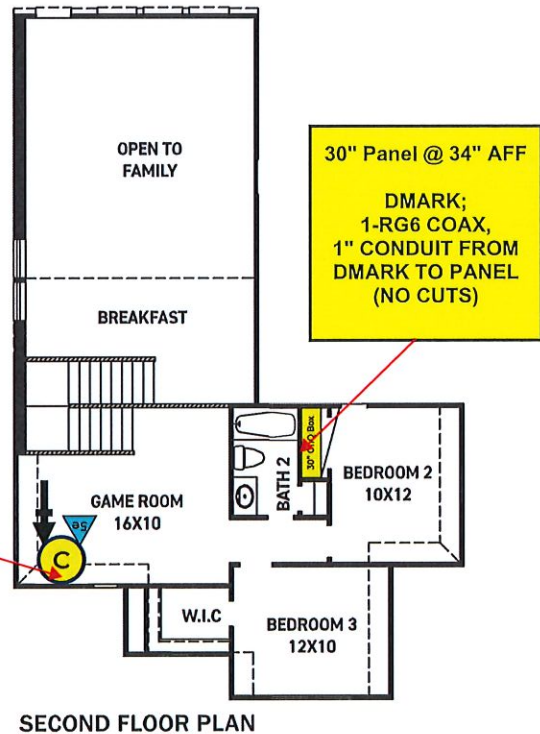 OPEN TO
FAMILY
30" Panel @ 34" AFF
DMARK;
1-RG6 COAX,
1" CONDUIT FROM
DMARK TO PANEL
(NO CUTS)
BREAKFAST
30" OnQ Box
BATH 2
BEDROOM 2
10X12
GAME ROOM
16X10
5e
C
W.I.C
BEDROOM 3
12X10
SECOND FLOOR PLAN